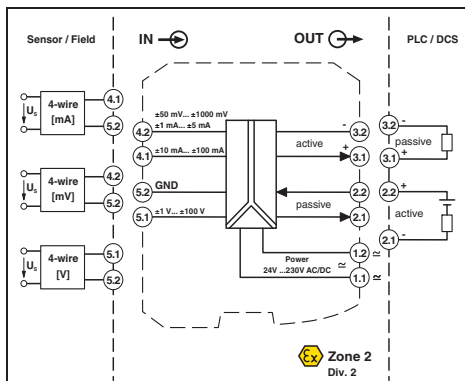 Sensor / Field
IN
OUT
PLC / DCS
Us
4-wire
[mA]
4.1
5.2
Us
4-wire
[mV]
4.2
5.2
Us
4-wire
[V]
5.1
5.2
±50 mV... ±1000 mV
±1 mA... ±5 mA
4.2
±10 mA... ±100 mA
4.1
GND
5.2
±1 V... ±100 V
5.1
active
-
3.2
+
3.1
passive
2.2
2.1
Power
24V ...230V AC/DC
≃
1.2 ≃
1.1 ≃
3.2 -
passive
3.1 +
2.2 +
active
2.1 -
Ex Zone 2
Div. 2